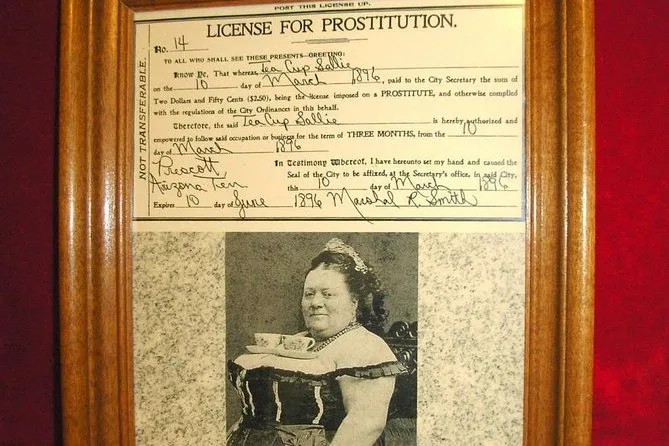 POST THIS LICENSE UP.
LICENSE FOR PROSTITUTION.
No. 14
TO ALL WHO SHALL SEE THESE PRESENTS—GREETING:
Know Ye, That whereas Tea Cup Sallie
on the 10 day of March 1896, paid to the City Secretary the sum of
Two Dollars and Fifty Cents ($2.50), being the license imposed on a PROSTITUTE, and otherwise complied
with the regulations of the City Ordinances in this behalf.
Therefore, the said Tea Cup Sallie is hereby authorized and
empowered to follow said occupation or business for the term of THREE MONTHS, from the 10
day of March 1896
Prescott
Arizona Terr
In Testimony Whereof, I have hereunto set my hand and caused the
Seal of the City to be affixed, at the Secretary's office, in said City,
this 10 day of March 1896
Expires 10 day of June 1896 Marshal R Smith
NOT TRANSFERABLE.